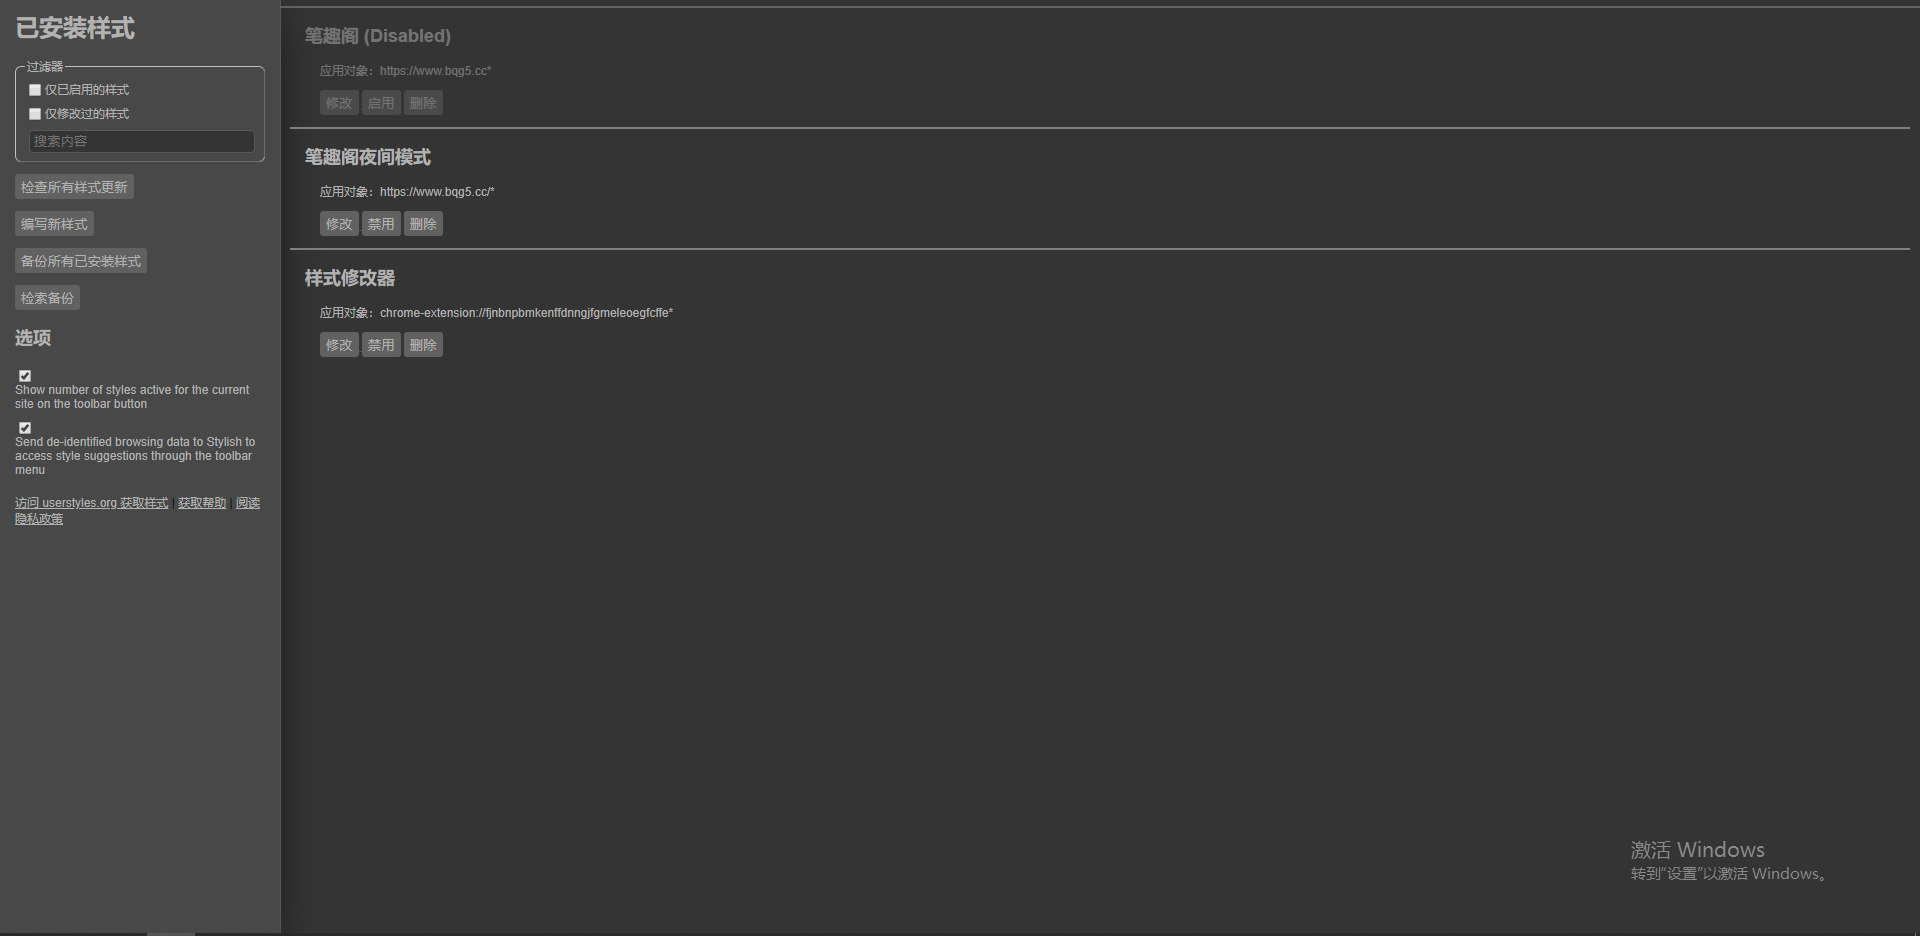 已安装样式
过滤器
仅已启用的样式
仅修改过的样式
搜索内容
检查所有样式更新
编写新样式
备份所有已安装样式
检索备份
选项
Show number of styles active for the current
site on the toolbar button
Send de-identified browsing data to Stylish to
access style suggestions through the toolbar
menu
访问 userstyles.org 获取样式 | 获取帮助 | 阅读
隐私政策
笔趣阁 (Disabled)
应用对象：https://www.bqg5.cc*
修改 启用 删除
笔趣阁夜间模式
应用对象：https://www.bqg5.cc/*
修改 禁用 删除
样式修改器
应用对象：chrome-extension://fjnbnpbmkenffdnngjfgmeleoegfcffe*
修改 禁用 删除
激活 Windows
转到“设置”以激活 Windows。